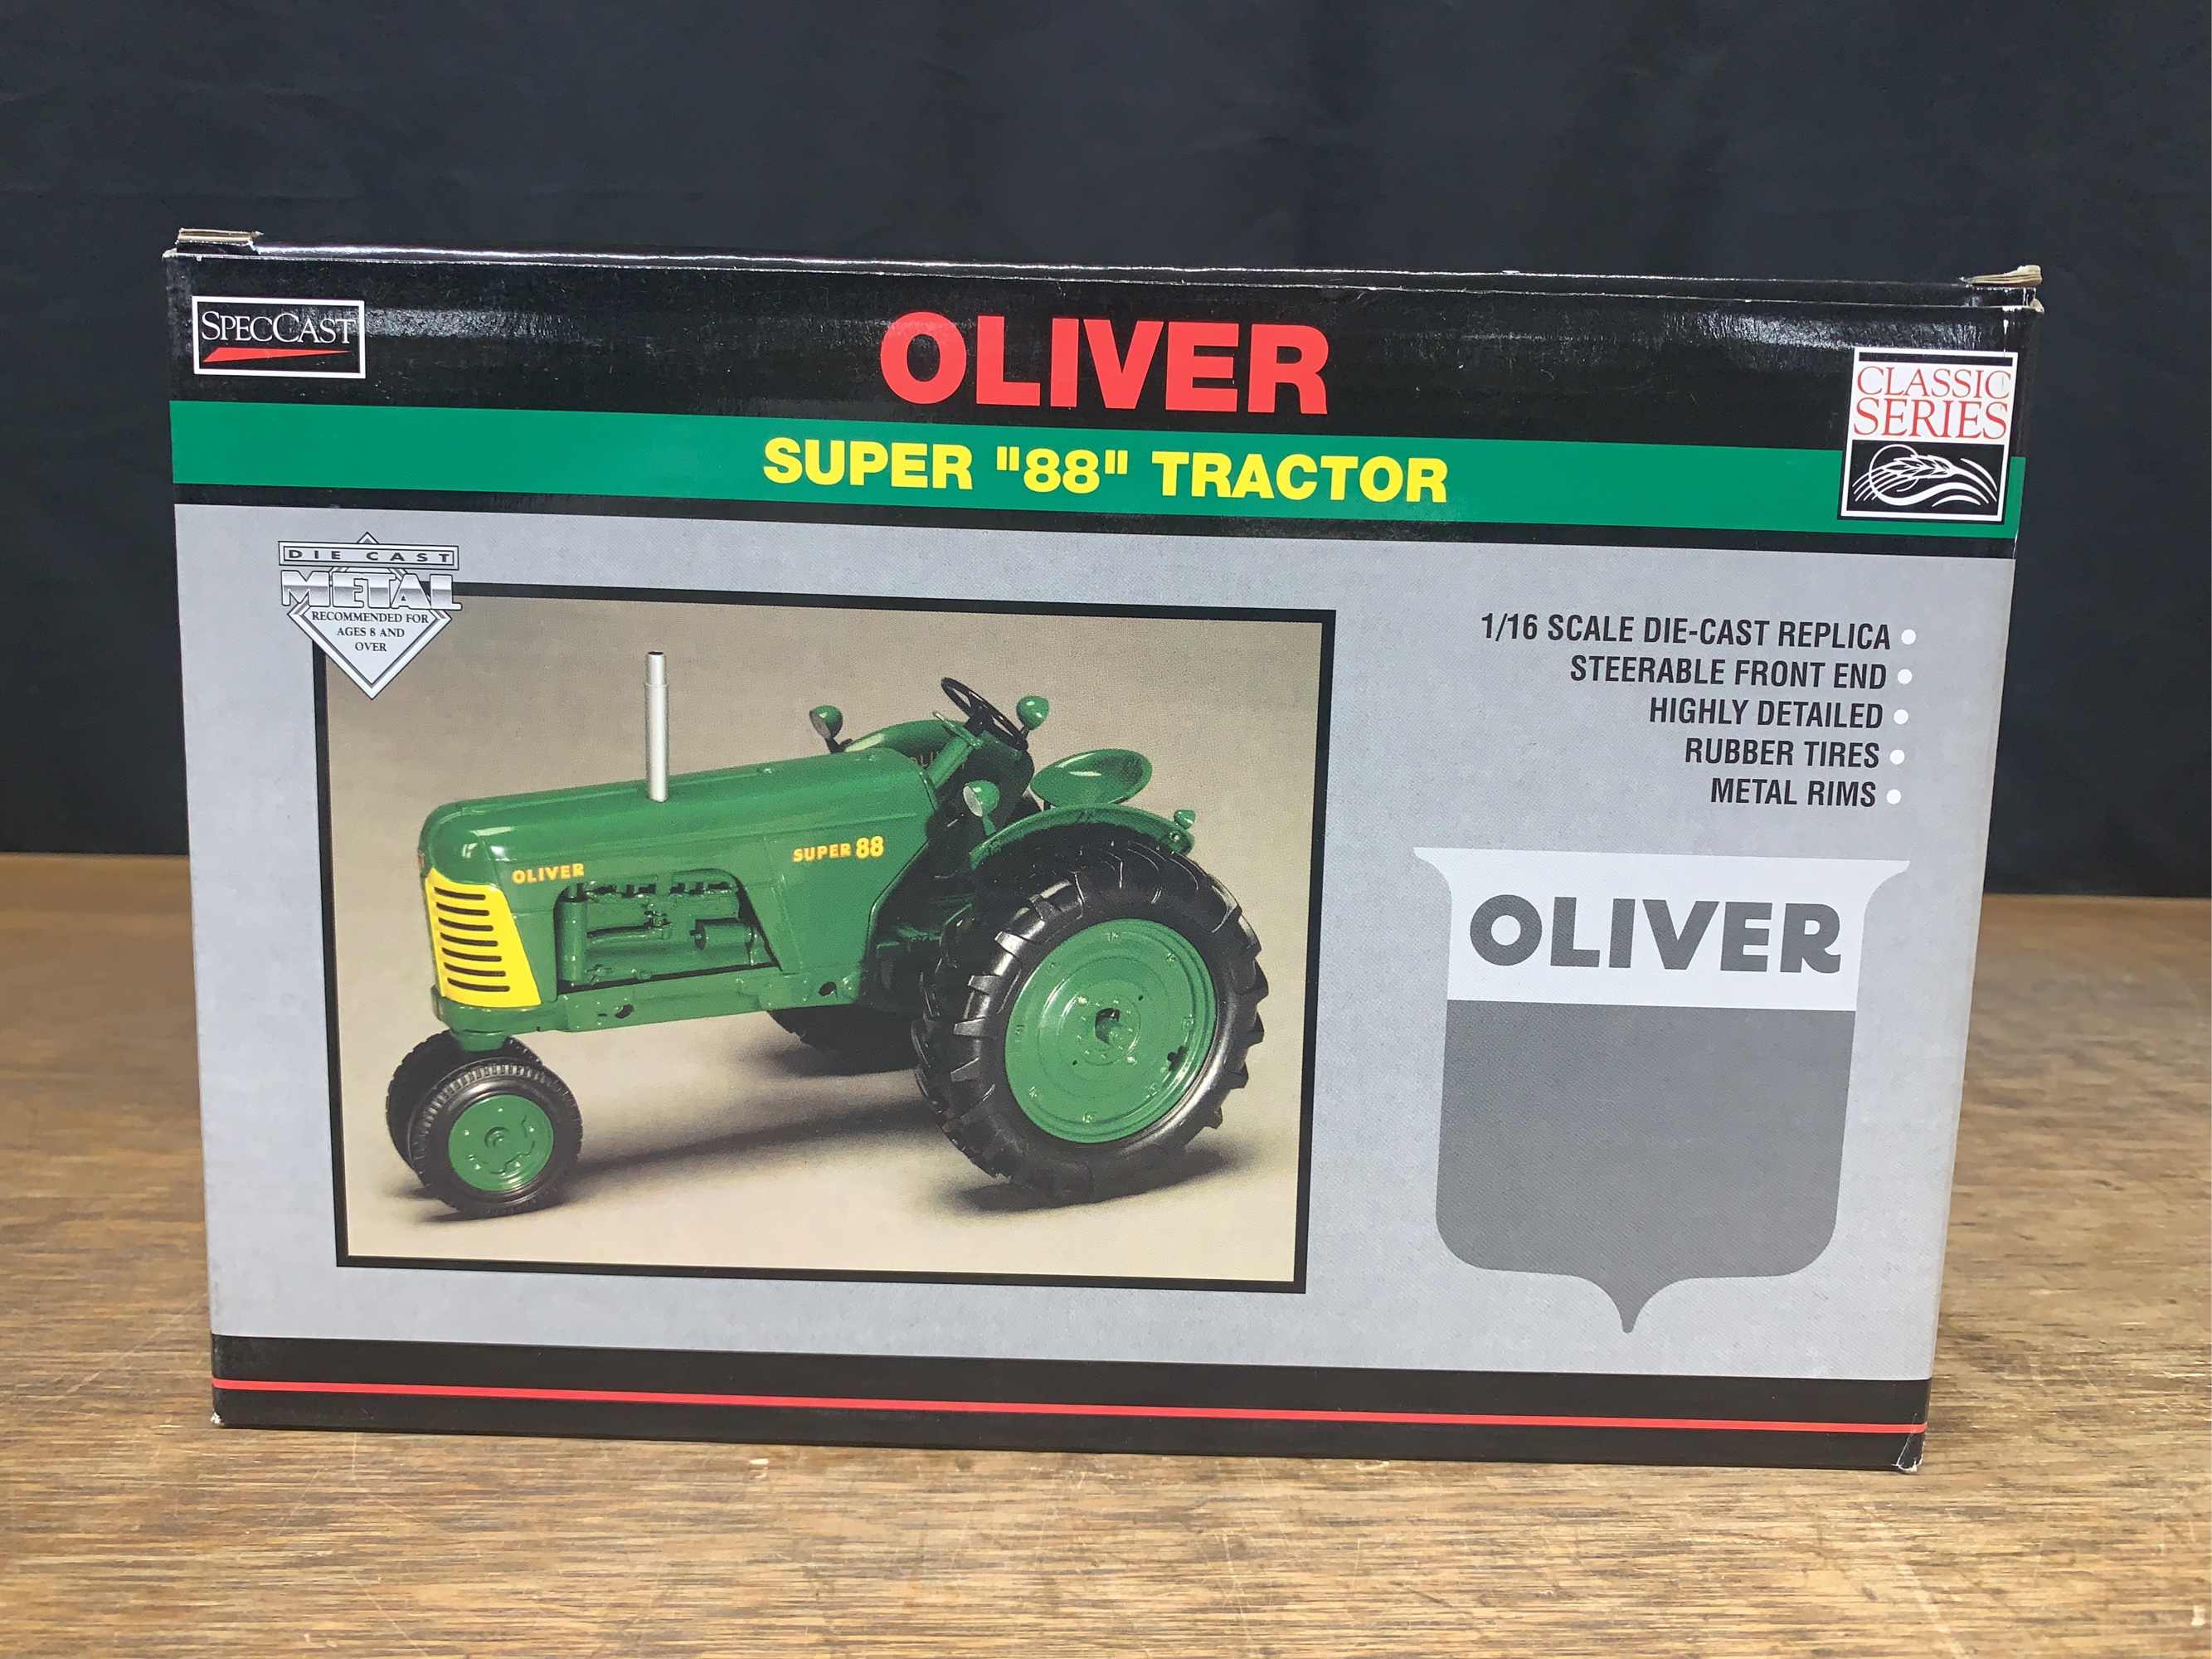 SPECCAST
OLIVER
CLASSIC
SERIES
SUPER "88" TRACTOR
DIE CAST
METAL
RECOMMENDED FOR
AGES 8 AND
OVER
1/16 SCALE DIE-CAST REPLICA
STEERABLE FRONT END
HIGHLY DETAILED
RUBBER TIRES
METAL RIMS
OLIVER
SUPER 88
OLIVER